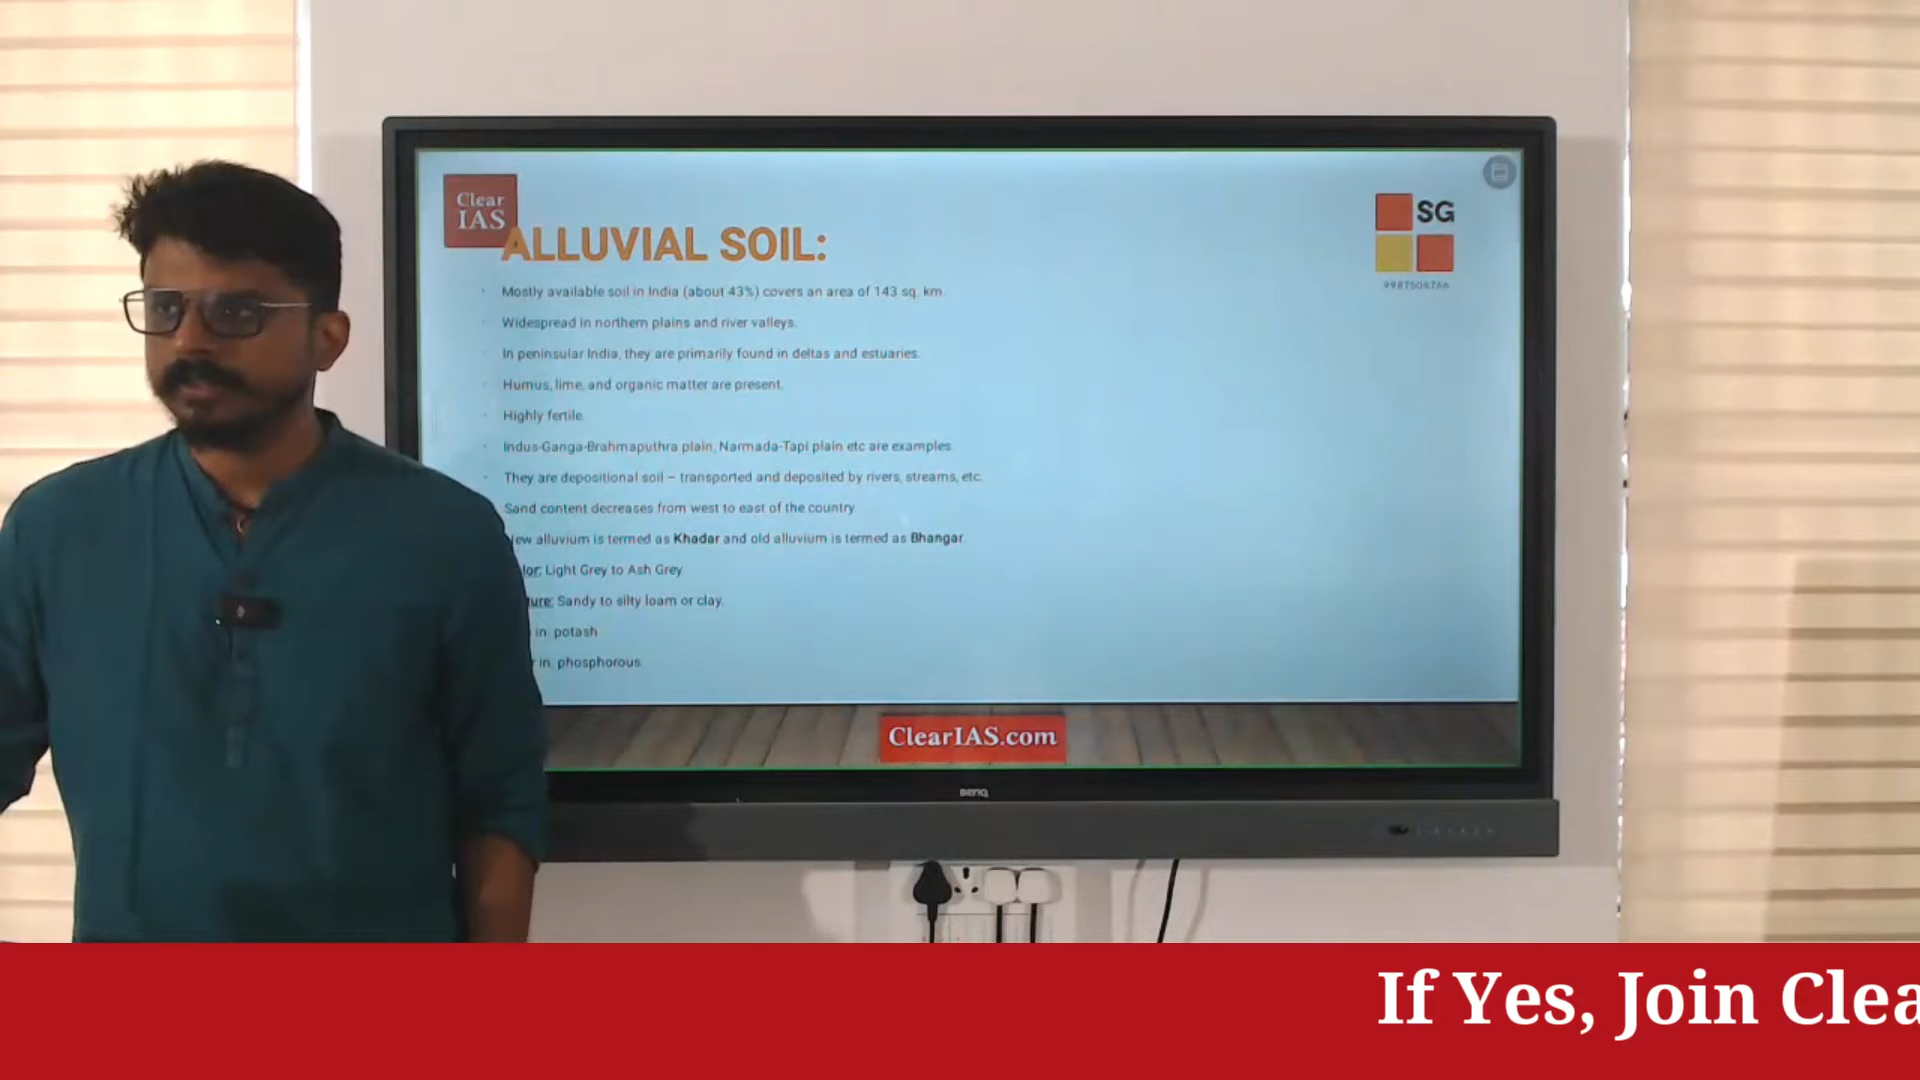 Clear
IAS
SG
9987506766
ALLUVIAL SOIL:
Mostly available soil in India (about 43%) covers an area of 143 sq. km.
Widespread in northern plains and river valleys.
In peninsular India, they are primarily found in deltas and estuaries.
Humus, lime, and organic matter are present.
Highly fertile.
Indus-Ganga-Brahmaputhra plain, Narmada-Tapi plain etc are examples.
They are depositional soil – transported and deposited by rivers, streams, etc.
Sand content decreases from west to east of the country.
ew alluvium is termed as Khadar and old alluvium is termed as Bhangar.
lor: Light Grey to Ash Grey.
ture: Sandy to silty loam or clay.
in: potash
r in: phosphorous
ClearIAS.com
BenQ
If Yes, Join Clea